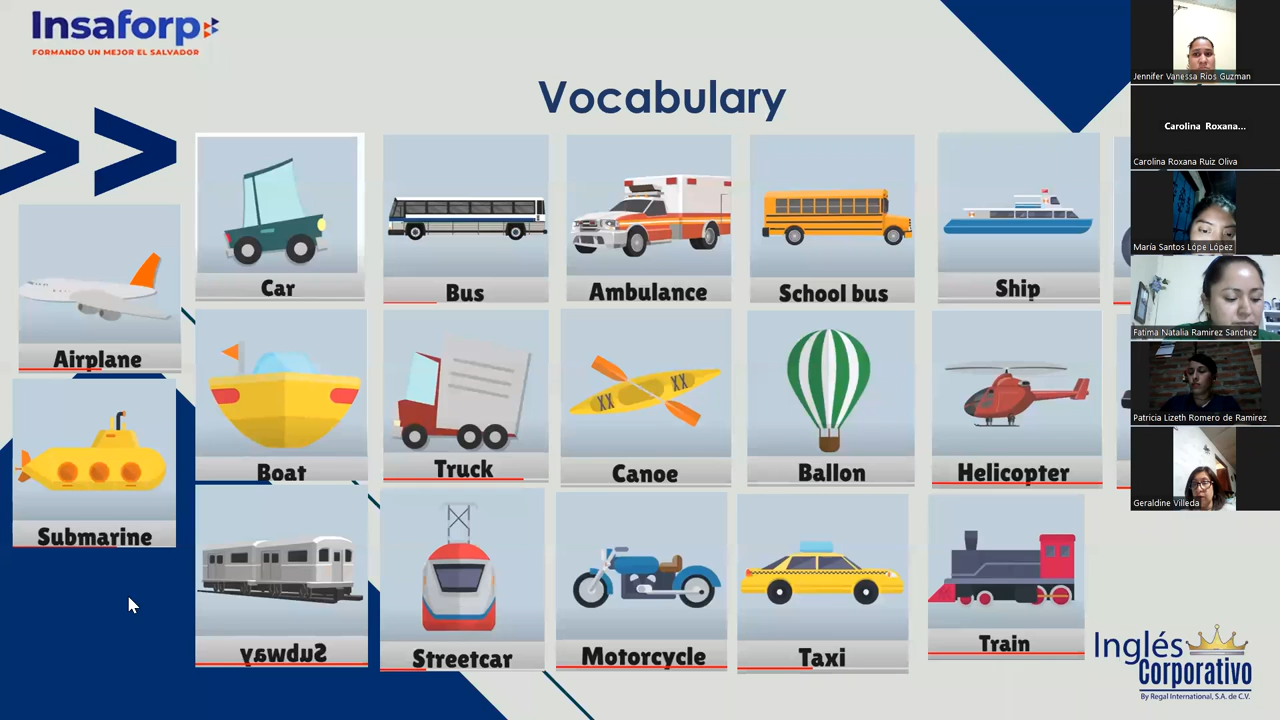 Insaforp
FORMANDO UN MEJOR EL SALVADOR
Vocabulary
Car
Bus
Ambulance
School bus
Ship
Airplane
Boat
Truck
Canoe
Ballon
Helicopter
Submarine
Subway
Streetcar
Motorcycle
Taxi
Train
Jennifer Vanessa Rios Guzman
Carolina Roxana...
Carolina Roxana Ruiz Oliva
María Santos Lópe López
Fatima Natalia Ramirez Sanchez
Patricia Lizeth Romero de Ramirez
Geraldine Villeda
Inglés
Corporativo
By Regal International, S.A. de C.V.